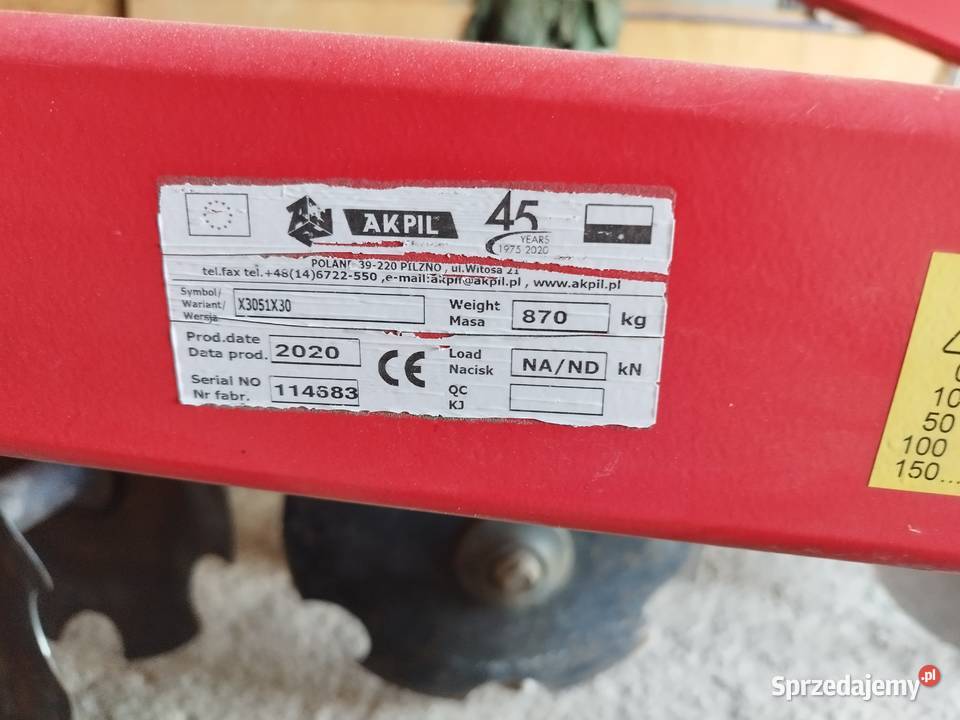 AKPIL
45
YEARS
1975-2020
39-220 PILZNO, ul.Witosa 21
tel.fax tel.+48(14)6722-550 ,e-mail:akpil@akpil.pl , www.akpil.pl
Symbol/
Wariant/
Wersja
X3051X30
Weight
Masa
870
kg
Prod.date
Data prod.
2020
CE
Load
Nacisk
NA/ND
kN
Serial NO
Nr fabr.
114683
QC
KJ
50
100
150...
Sprzedajemy.pl